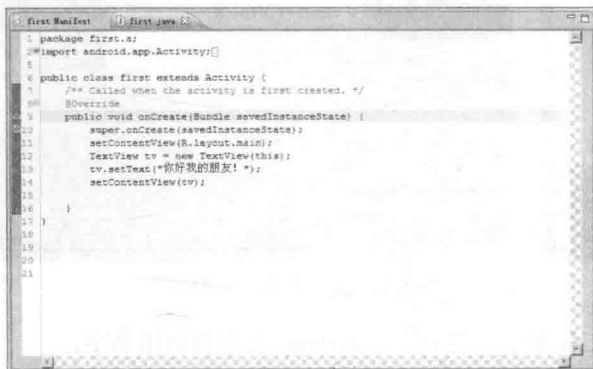 first Manifest first.java
1 package first.a;
2 import android.app.Activity;
5
6 public class first extends Activity {
7 /** Called when the activity is first created. */
8 @Override
9 public void onCreate(Bundle savedInstanceState) {
10 super.onCreate(savedInstanceState);
11 setContentView(R.layout.main);
12 TextView tv = new TextView(this);
13 tv.setText("你好我的朋友! ");
14 setContentView(tv);
15
16 }
17 }
18
19
20
21